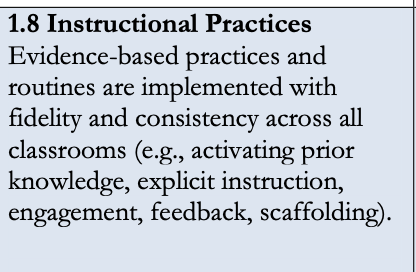 1.8 Instructional Practices
Evidence-based practices and
routines are implemented with
fidelity and consistency across all
classrooms (e.g., activating prior
knowledge, explicit instruction,
engagement, feedback, scaffolding).